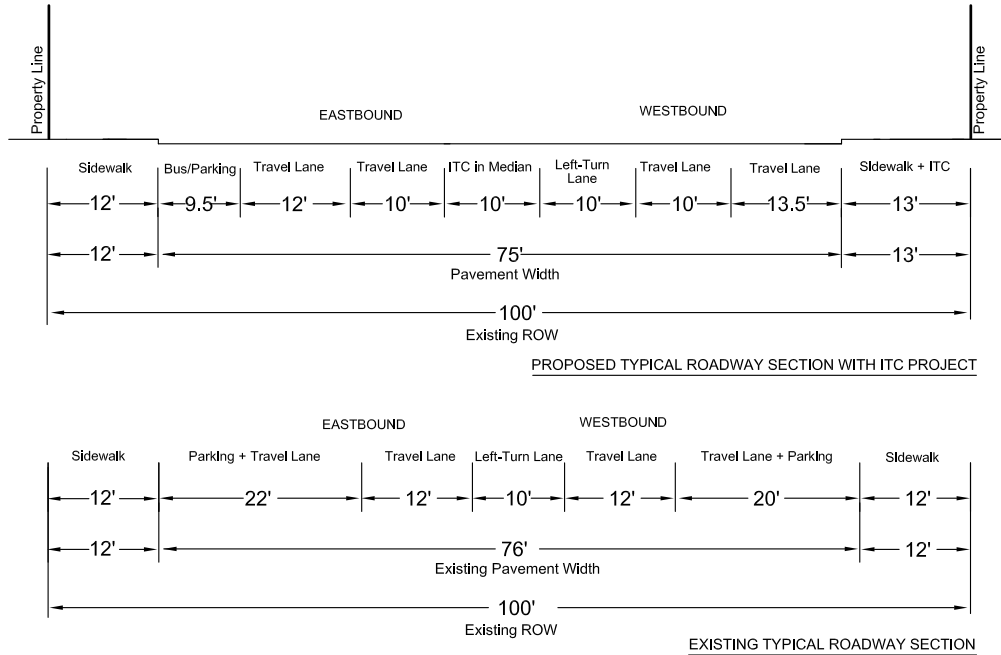 Property Line
Property Line
EASTBOUND
WESTBOUND
Sidewalk
Bus/Parking
Travel Lane
Travel Lane
ITC in Median
Left-Turn
Lane
Travel Lane
Travel Lane
Sidewalk + ITC
12'
9.5'
12'
10'
10'
10'
10'
13.5'
13'
12'
75'
13'
Pavement Width
100'
Existing ROW
PROPOSED TYPICAL ROADWAY SECTION WITH ITC PROJECT
EASTBOUND
WESTBOUND
Sidewalk
Parking + Travel Lane
Travel Lane
Left-Turn Lane
Travel Lane
Travel Lane + Parking
Sidewalk
12'
22'
12'
10'
12'
20'
12'
12'
76'
12'
Existing Pavement Width
100'
Existing ROW
EXISTING TYPICAL ROADWAY SECTION